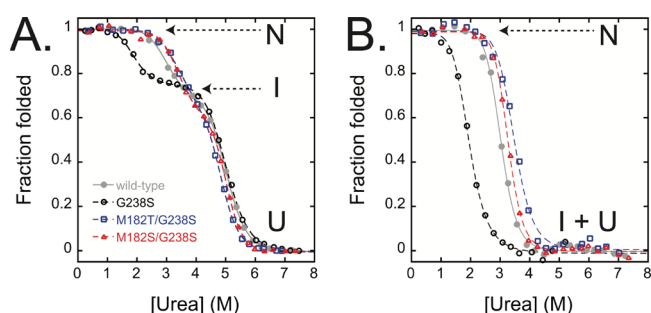 A.
N
I
U
Fraction folded
1
0.8
0.6
0.4
0.2
0
wild-type
G238S
M182T/G238S
M182S/G238S
0 1 2 3 4 5 6 7 8
[Urea] (M)
B.
N
I + U
Fraction folded
1
0.8
0.6
0.4
0.2
0
0 1 2 3 4 5 6 7 8
[Urea] (M)